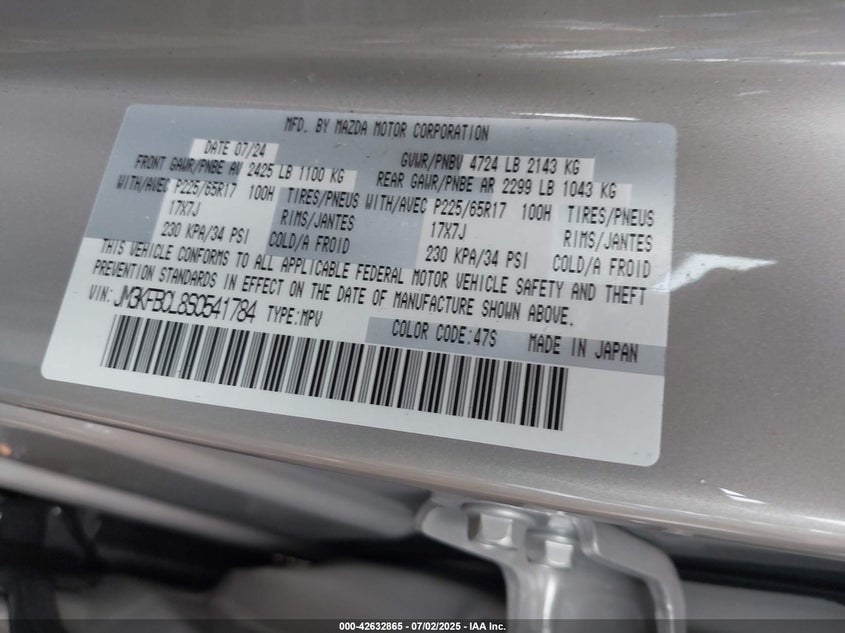 MFD. BY MAZDA MOTOR CORPORATION
DATE 07/24 GVWR/PNBV 4724 LB 2143 KG
FRONT GAWR/PNBE AV 2425 LB 1100 KG REAR GAWR/PNBE AR 2299 LB 1043 KG
WITH/AVEC P225/65R17 100H TIRES/PNEUS WITH/AVEC P225/65R17 100H TIRES/PNEUS
17X7J RIMS/JANTES 17X7J RIMS/JANTES
230 KPA/34 PSI COLD/A FROID 230 KPA/34 PSI COLD/A FROID
THIS VEHICLE CONFORMS TO ALL APPLICABLE FEDERAL MOTOR VEHICLE SAFETY AND THEFT
PREVENTION STANDARDS IN EFFECT ON THE DATE OF MANUFACTURE SHOWN ABOVE.
VIN: JM3KFBCL8S0541784 TYPE:MPV
COLOR CODE:47S MADE IN JAPAN
000-42632865 / 07/02/2025 - IAA Inc.